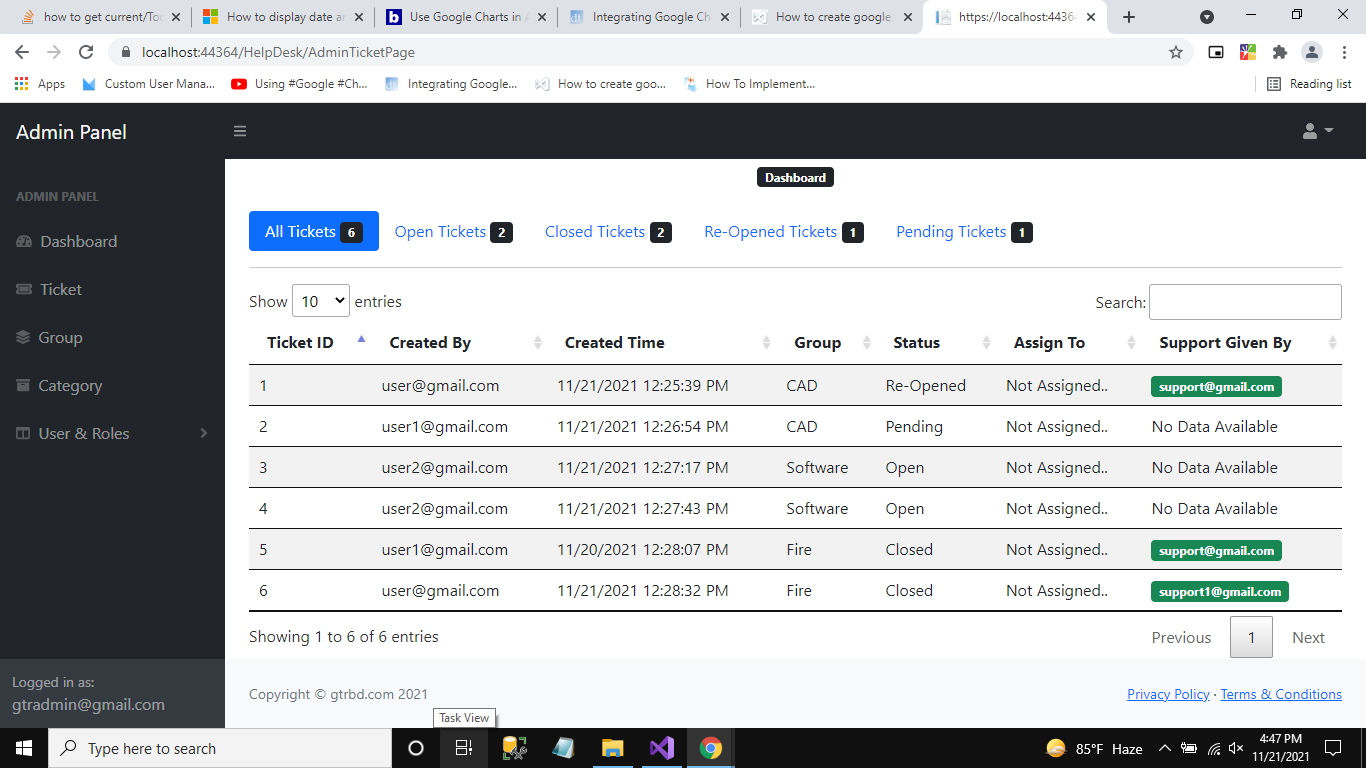 how to get current/Too
How to display date an
Use Google Charts in A
Integrating Google Ch
How to create google
https://localhost:4436
localhost:44364/HelpDesk/AdminTicketPage
Apps Custom User Mana... Using #Google #Ch... Integrating Google... How to create goo... How To Implement... Reading list
Admin Panel
ADMIN PANEL
Dashboard
Ticket
Group
Category
User & Roles
Logged in as:
gtradmin@gmail.com
Dashboard
All Tickets 6 Open Tickets 2 Closed Tickets 2 Re-Opened Tickets 1 Pending Tickets 1
Show 10 entries Search:
Ticket ID Created By Created Time Group Status Assign To Support Given By
1 user@gmail.com 11/21/2021 12:25:39 PM CAD Re-Opened Not Assigned.. support@gmail.com
2 user1@gmail.com 11/21/2021 12:26:54 PM CAD Pending Not Assigned.. No Data Available
3 user2@gmail.com 11/21/2021 12:27:17 PM Software Open Not Assigned.. No Data Available
4 user2@gmail.com 11/21/2021 12:27:43 PM Software Open Not Assigned.. No Data Available
5 user1@gmail.com 11/20/2021 12:28:07 PM Fire Closed Not Assigned.. support@gmail.com
6 user@gmail.com 11/21/2021 12:28:32 PM Fire Closed Not Assigned.. support1@gmail.com
Showing 1 to 6 of 6 entries Previous 1 Next
Copyright © gtrbd.com 2021 Privacy Policy · Terms & Conditions
Task View
Type here to search
85°F Haze
4:47 PM
11/21/2021